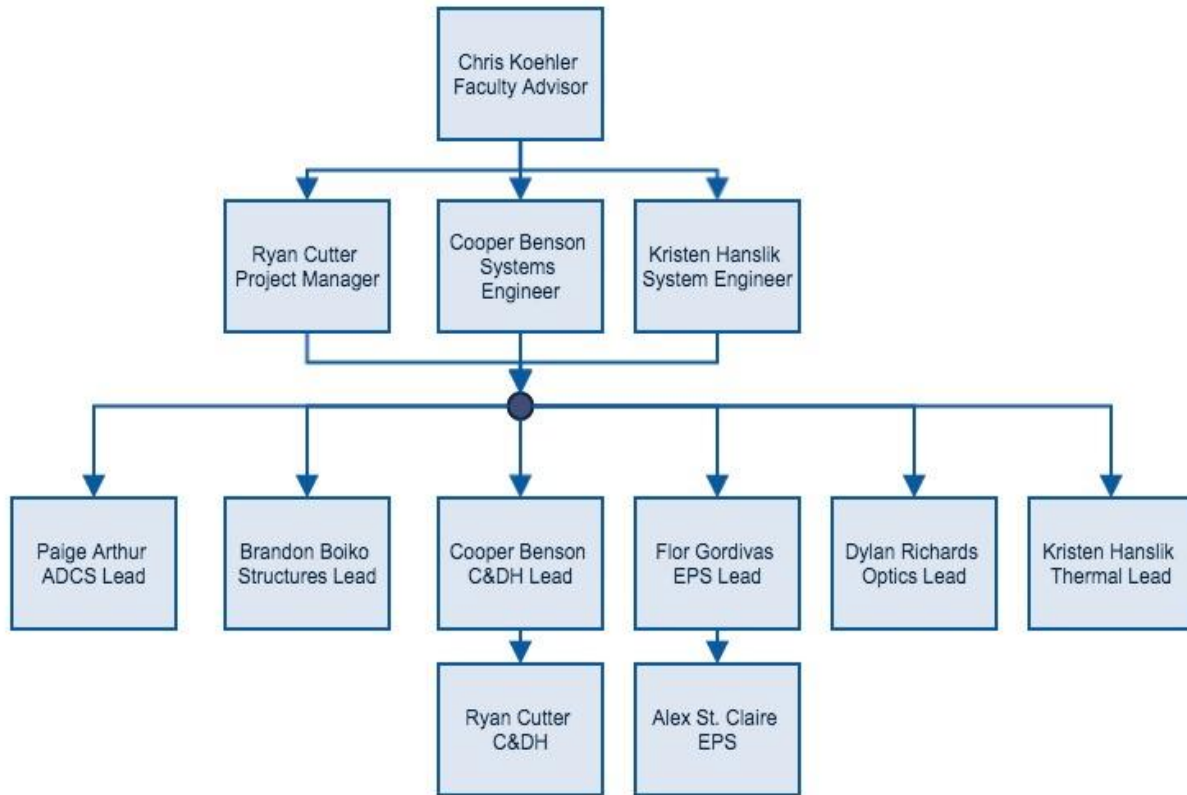 Chris Koehler
Faculty Advisor
Ryan Cutter
Project Manager
Cooper Benson
Systems
Engineer
Kristen Hanslik
System Engineer
Paige Arthur
ADCS Lead
Brandon Boiko
Structures Lead
Cooper Benson
C&DH Lead
Flor Gordivas
EPS Lead
Dylan Richards
Optics Lead
Kristen Hanslik
Thermal Lead
Ryan Cutter
C&DH
Alex St. Claire
EPS